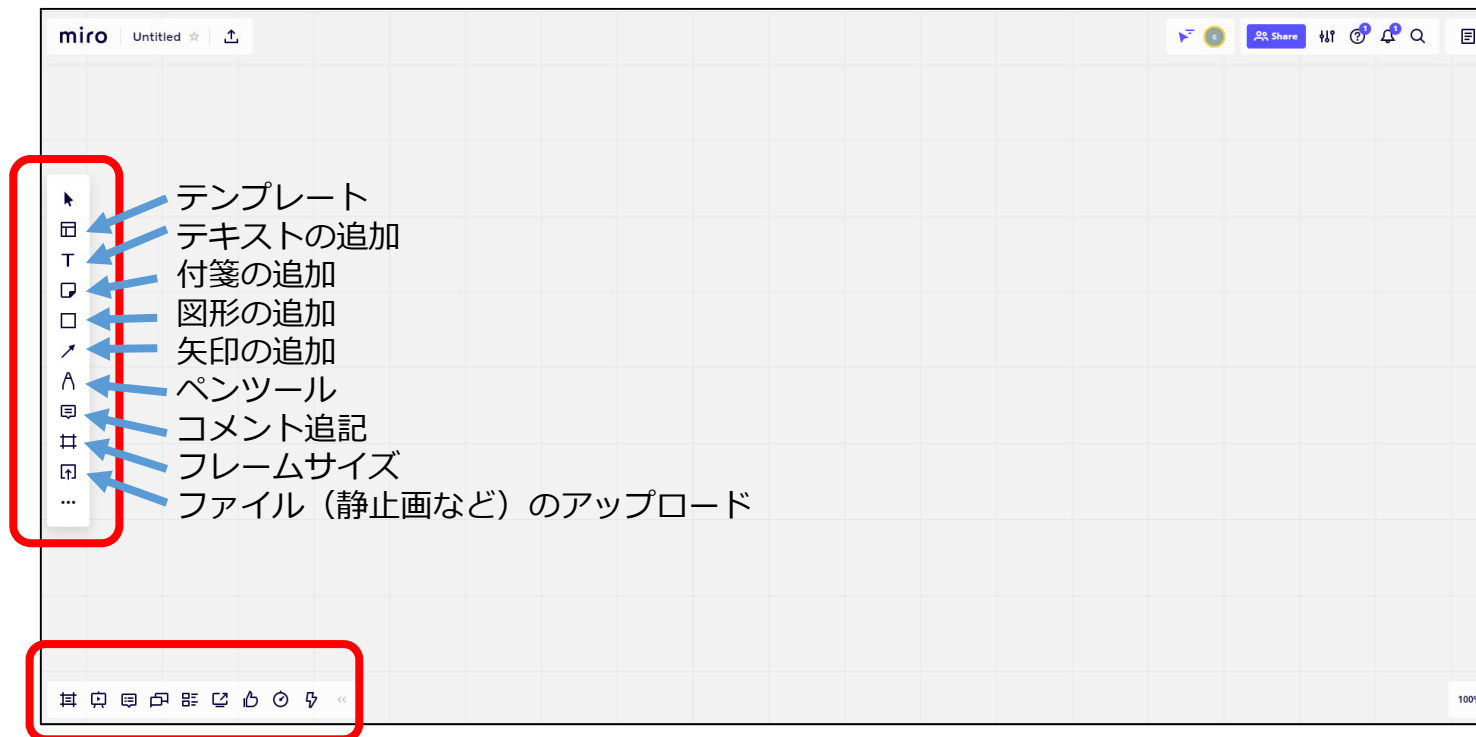 miro Untitled Share 1 1
テンプレート
テキストの追加
付箋の追加
図形の追加
矢印の追加
ペンツール
コメント追記
フレームサイズ
ファイル（静止画など）のアップロード
100%